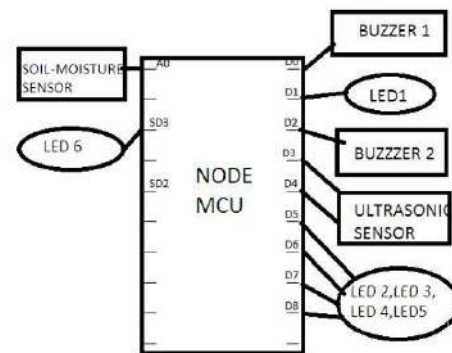 BUZZER 1
SOIL-MOISTURE
SENSOR
A0
D0
D1
LED1
LED 6
SD3
D2
BUZZZER 2
D3
SD2
NODE
MCU
D4
ULTRASONIC
SENSOR
D5
D6
D7
LED 2,LED 3,
LED 4,LED5
D8